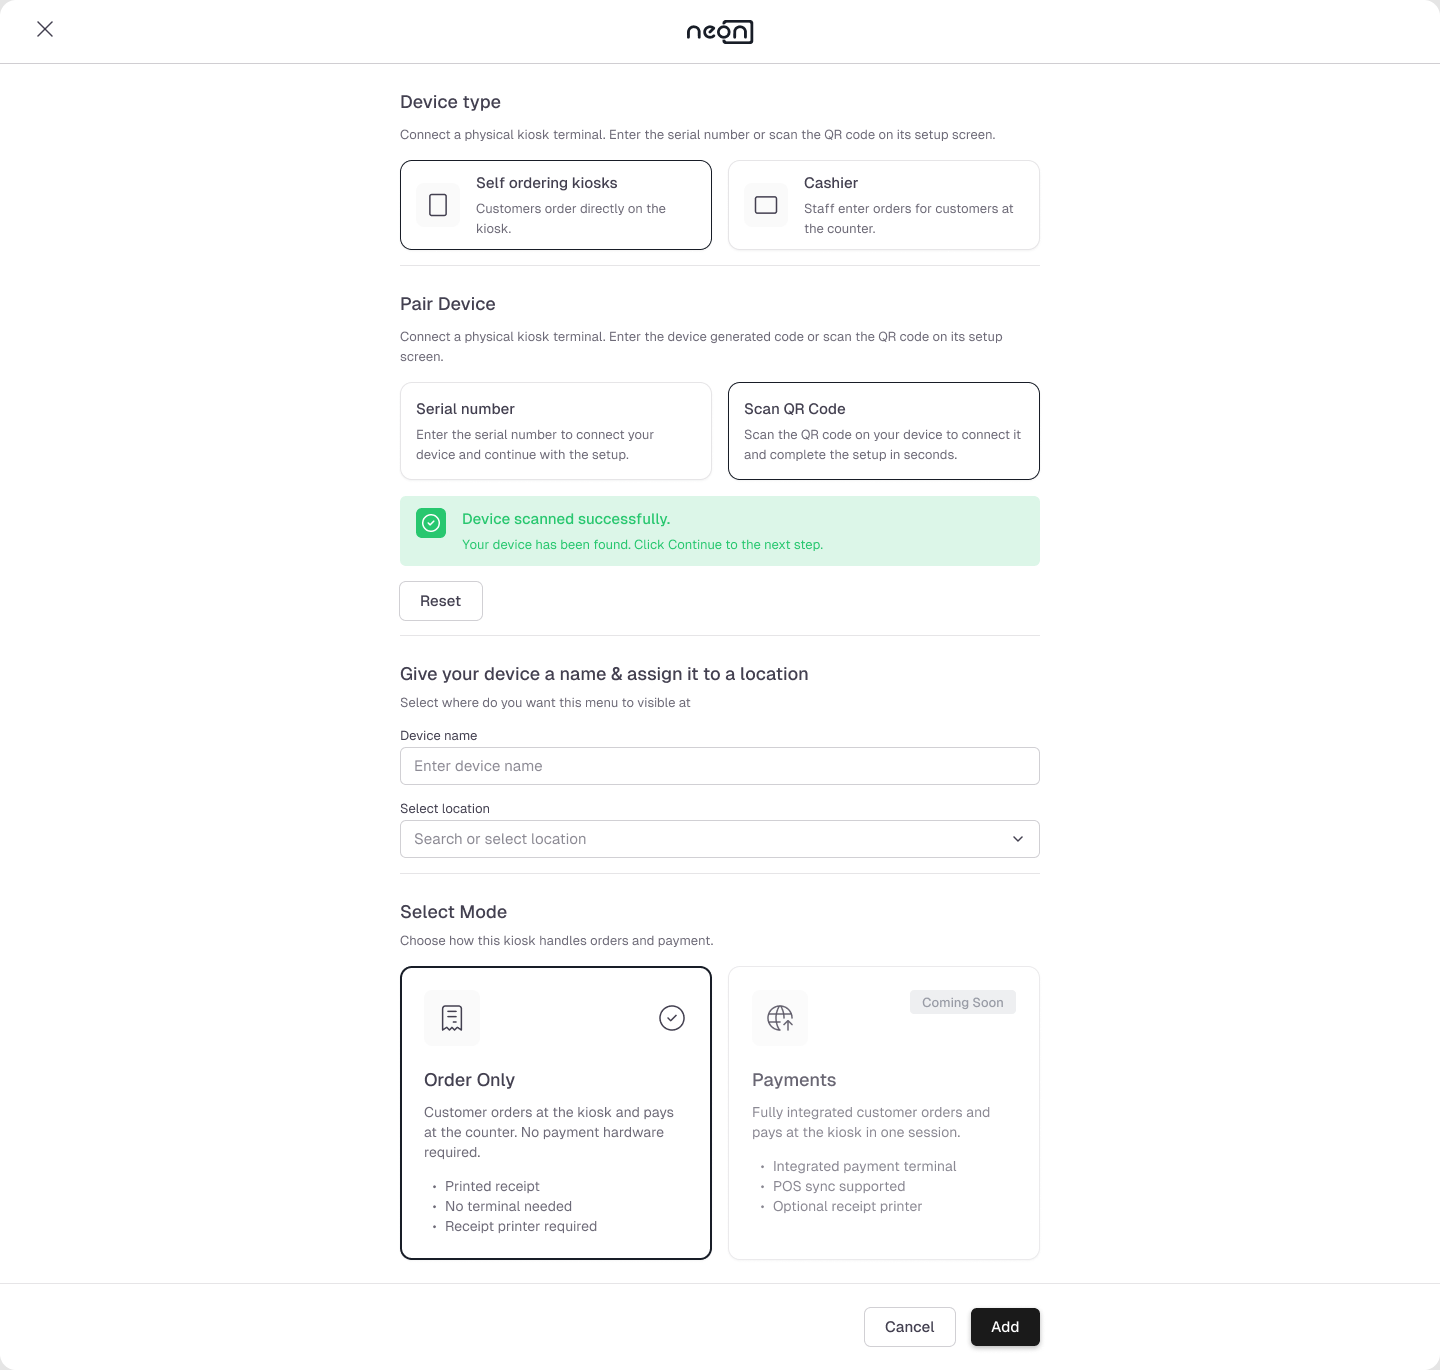 neon
Device type
Connect a physical kiosk terminal. Enter the serial number or scan the QR code on its setup screen.
Self ordering kiosks
Customers order directly on the
kiosk.
Cashier
Staff enter orders for customers at
the counter.
Pair Device
Connect a physical kiosk terminal. Enter the device generated code or scan the QR code on its setup
screen.
Serial number
Enter the serial number to connect your
device and continue with the setup.
Scan QR Code
Scan the QR code on your device to connect it
and complete the setup in seconds.
Device scanned successfully.
Your device has been found. Click Continue to the next step.
Reset
Give your device a name & assign it to a location
Select where do you want this menu to visible at
Device name
Enter device name
Select location
Search or select location
Select Mode
Choose how this kiosk handles orders and payment.
Order Only
Customer orders at the kiosk and pays
at the counter. No payment hardware
required.
• Printed receipt
• No terminal needed
• Receipt printer required
Coming Soon
Payments
Fully integrated customer orders and
pays at the kiosk in one session.
• Integrated payment terminal
• POS sync supported
• Optional receipt printer
Cancel
Add